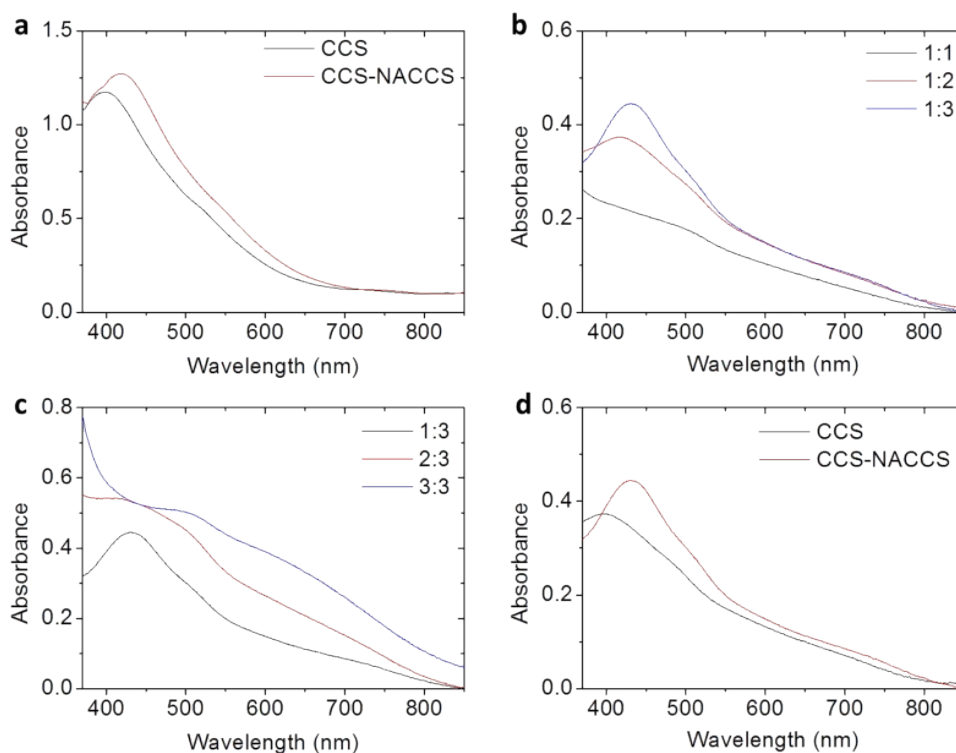 a
1.5
1.0
0.5
0.0
Absorbance
CCS
CCS-NACCS
400 500 600 700 800
Wavelength (nm)
b
0.6
0.4
0.2
0.0
Absorbance
1:1
1:2
1:3
400 500 600 700 800
Wavelength (nm)
c
0.8
0.6
0.4
0.2
0.0
Absorbance
1:3
2:3
3:3
400 500 600 700 800
Wavelength (nm)
d
0.6
0.4
0.2
0.0
Absorbance
CCS
CCS-NACCS
400 500 600 700 800
Wavelength (nm)